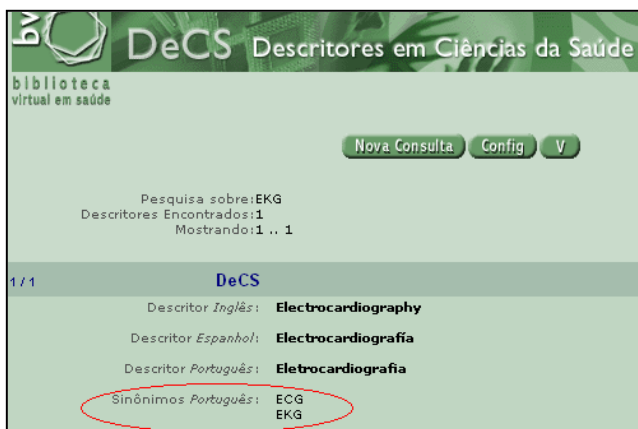 bv
DeCS Descritores em Ciências da Saúde
biblioteca
virtual em saúde
Nova Consulta Config V
Pesquisa sobre:EKG
Descritores Encontrados:1
Mostrando:1 .. 1
1 / 1 DeCS
Descritor Inglês: Electrocardiography
Descritor Espanhol: Electrocardiografía
Descritor Português: Eletrocardiografia
Sinônimos Português: ECG
EKG